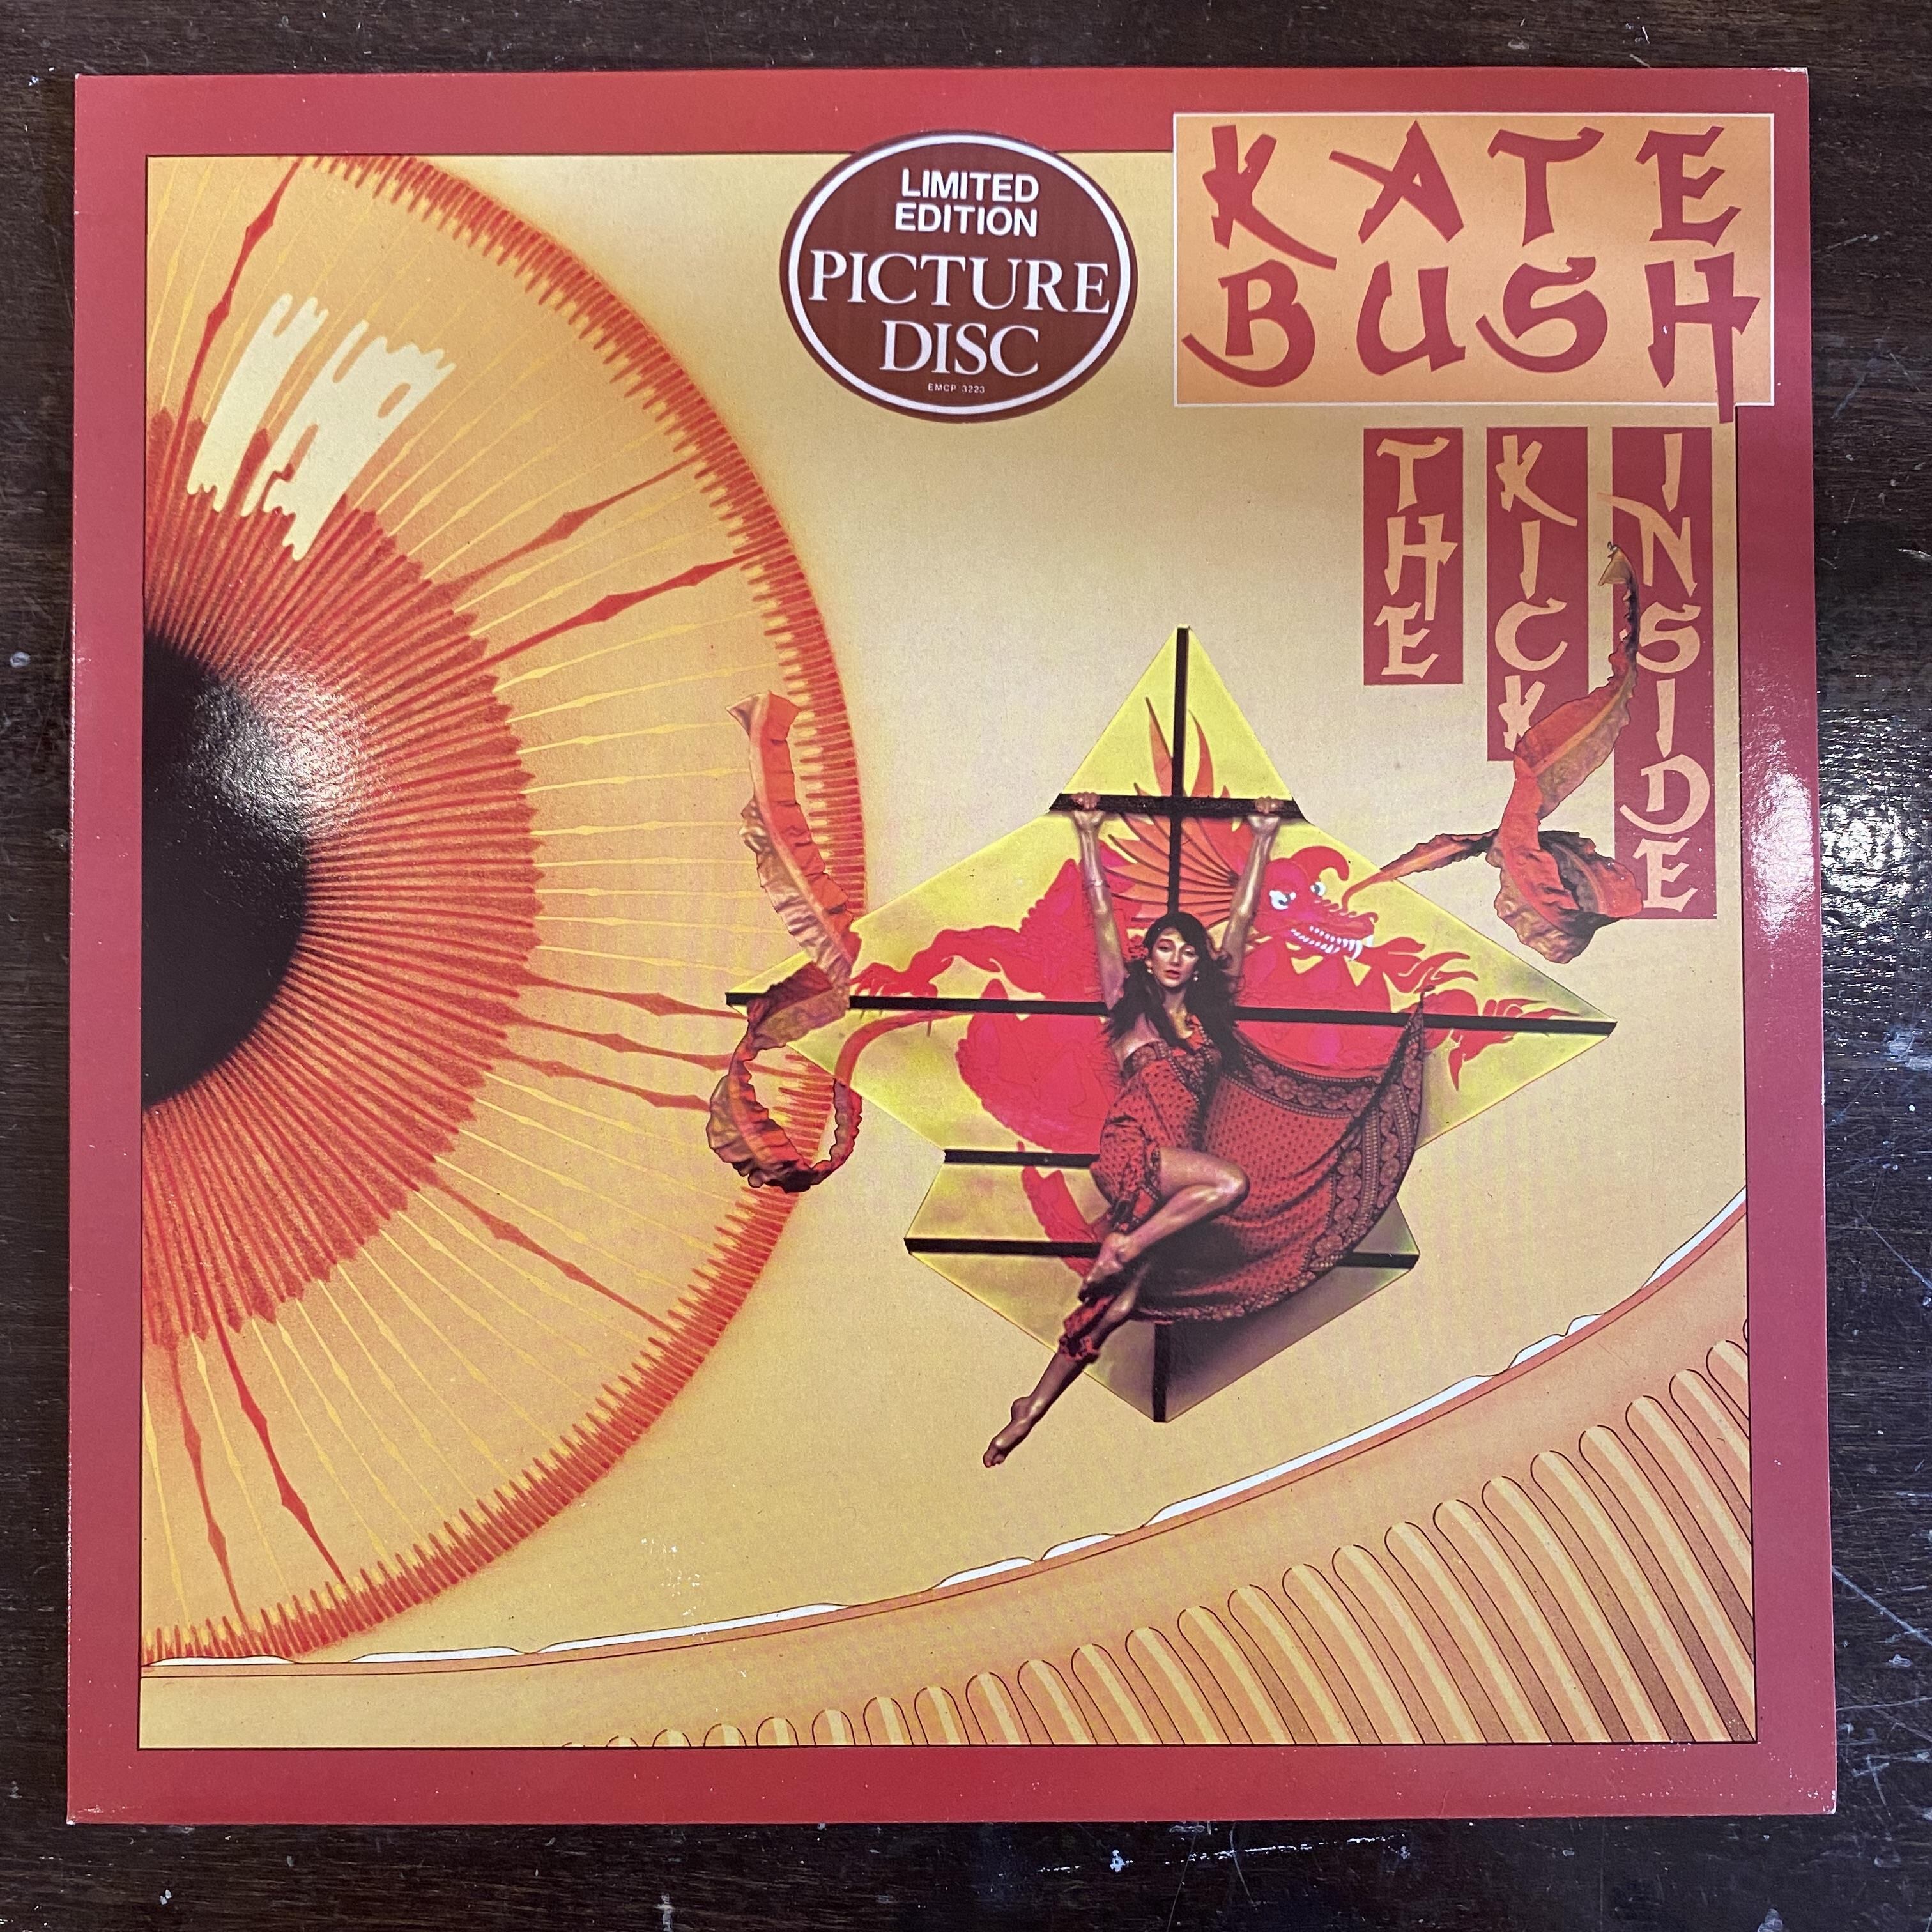 LIMITED
EDITION
PICTURE
DISC
EMCP 3223
KATE
BUSH
THE
KICK
INSIDE